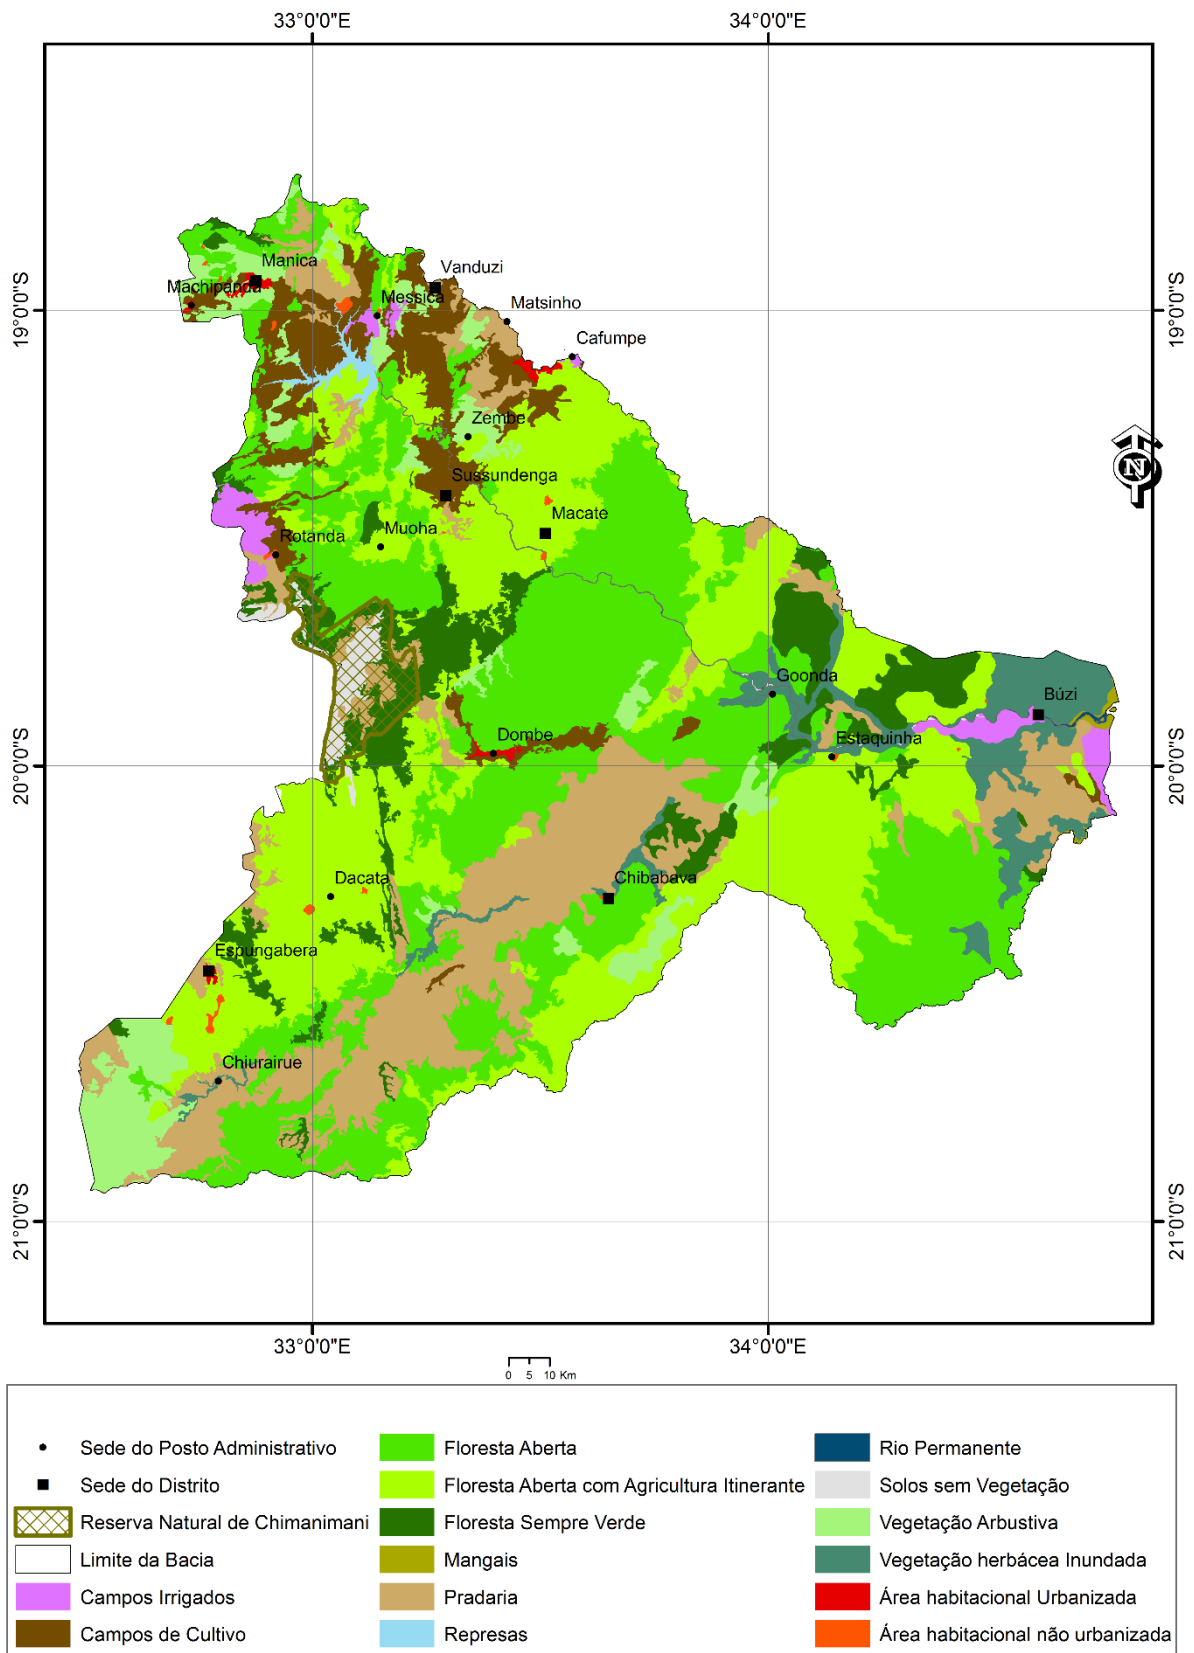 33°0'0"E
34°0'0"E
19°0'0"S
19°0'0"S
Manica
Vanduzi
Machipanda
Messica
Matsinho
Cafumpe
Zembe
Sussundenga
N
Macate
Rotanda
Muoha
Goonda
Búzi
Dombe
Estaquinha
20°0'0"S
20°0'0"S
Dacata
Chibabava
Espungabera
Chiurairue
21°0'0"S
21°0'0"S
33°0'0"E
34°0'0"E
0 5 10 Km
Sede do Posto Administrativo
Sede do Distrito
Reserva Natural de Chimanimani
Limite da Bacia
Campos Irrigados
Campos de Cultivo
Floresta Aberta
Floresta Aberta com Agricultura Itinerante
Floresta Sempre Verde
Mangais
Pradaria
Represas
Rio Permanente
Solos sem Vegetação
Vegetação Arbustiva
Vegetação herbácea Inundada
Área habitacional Urbanizada
Área habitacional não urbanizada